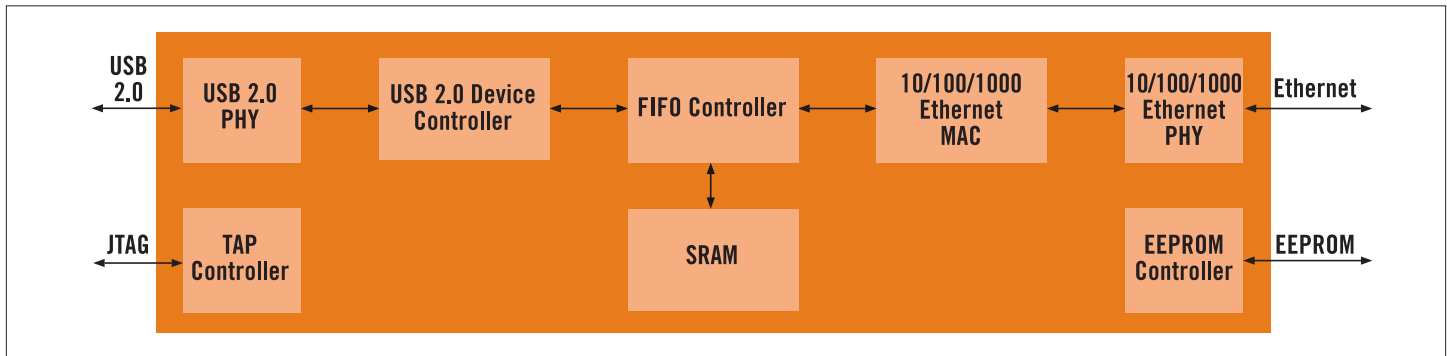 USB
2.0
USB 2.0
PHY
USB 2.0 Device
Controller
FIFO Controller
10/100/1000
Ethernet
MAC
10/100/1000
Ethernet
PHY
Ethernet
JTAG
TAP
Controller
SRAM
EEPROM
Controller
EEPROM